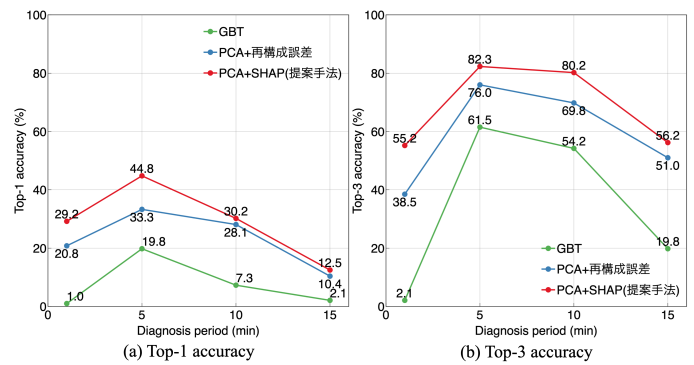 100
80
60
40
20
0
Top-1 accuracy (%)
GBT
PCA+再構成誤差
PCA+SHAP(提案手法)
29.2
44.8
30.2
12.5
20.8
33.3
28.1
10.4
1.0
19.8
7.3
2.1
0 5 10 15
Diagnosis period (min)
(a) Top-1 accuracy
100
80
60
40
20
0
Top-3 accuracy (%)
55.2
82.3
80.2
56.2
38.5
76.0
69.8
51.0
2.1
61.5
54.2
19.8
GBT
PCA+再構成誤差
PCA+SHAP(提案手法)
0 5 10 15
Diagnosis period (min)
(b) Top-3 accuracy